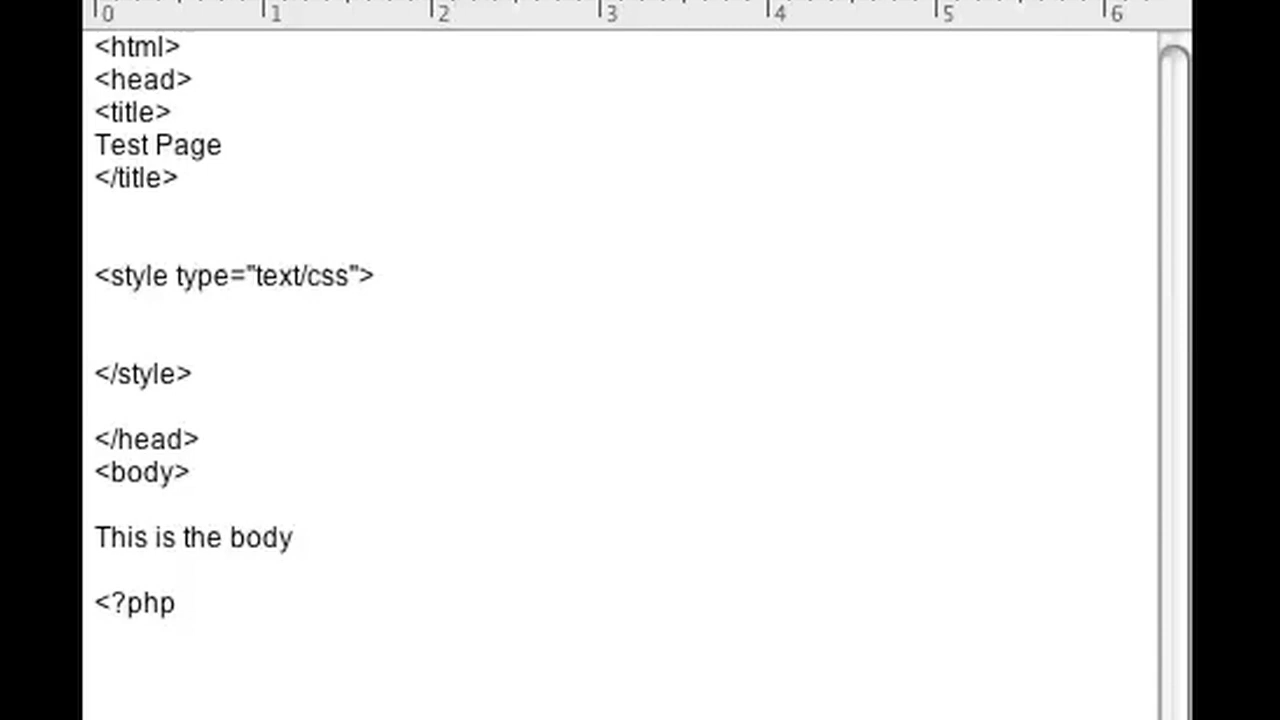 0 1 2 3 4 5 6
<html>
<head>
<title>
Test Page
</title>
<style type="text/css">
</style>
</head>
<body>
This is the body
<?php